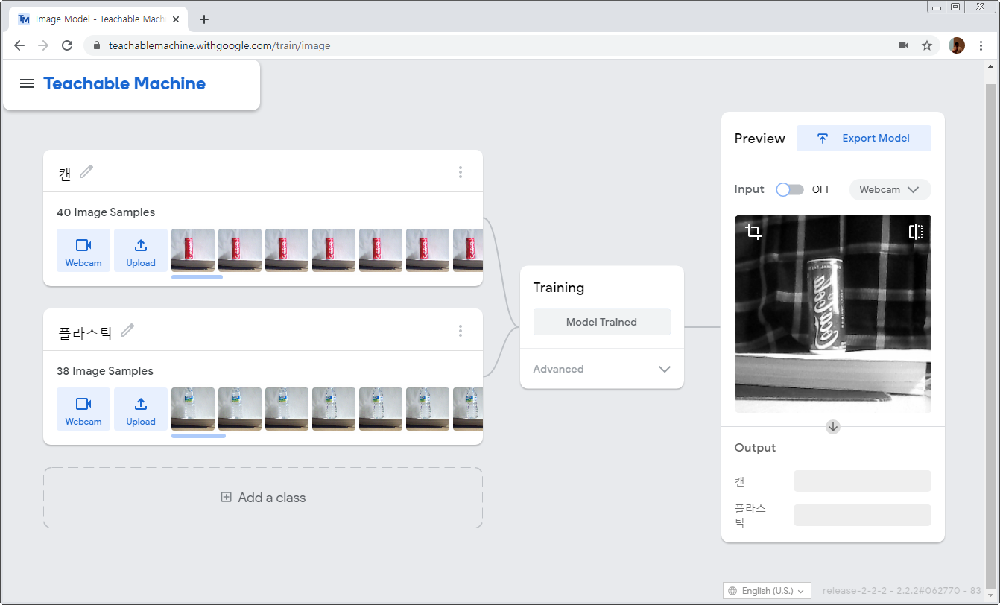 Image Model - Teachable Mach
teachablemachine.withgoogle.com/train/image
Teachable Machine
캔
40 Image Samples
Webcam
Upload
플라스틱
38 Image Samples
Webcam
Upload
Add a class
Training
Model Trained
Advanced
Preview
Export Model
Input
OFF
Webcam
Coca-Cola
Output
캔
플라스
틱
English (U.S.)
release-2-2-2 - 2.2.2#062770 - 83